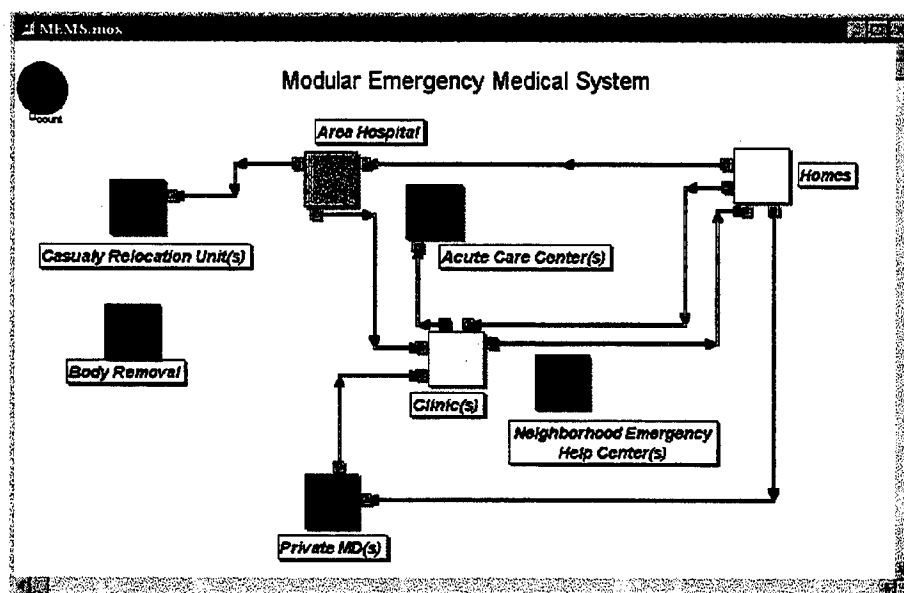 MEMS.mox
Modular Emergency Medical System
count
Area Hospital
Homes
Casualy Relocation Unit(s)
Acute Care Center(s)
Body Removal
Clinic(s)
Neighborhood Emergency
Help Center(s)
Private MD(s)